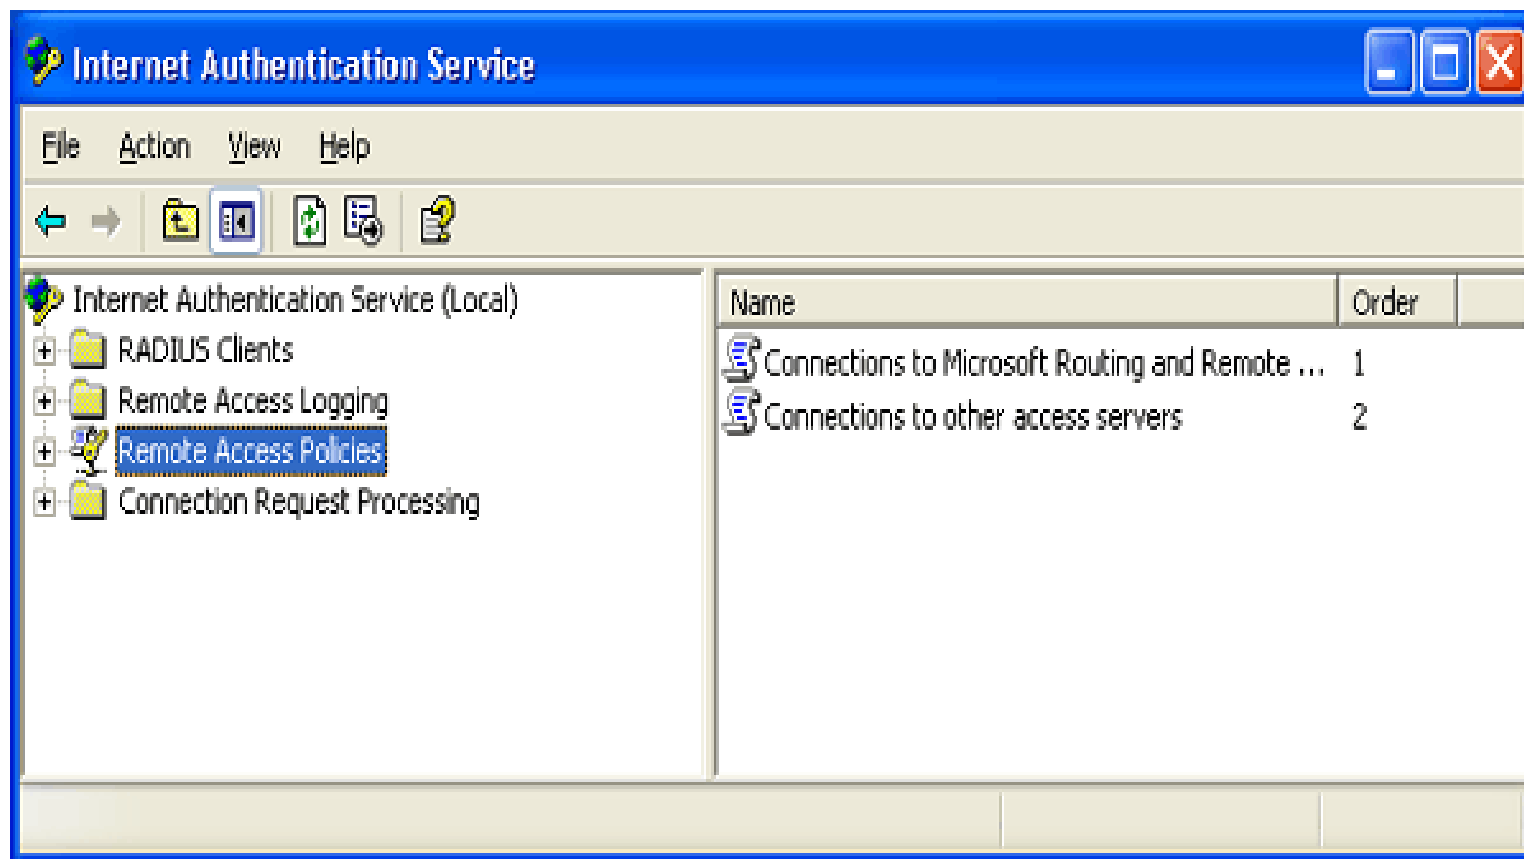 Internet Authentication Service
File Action View Help
Internet Authentication Service (Local)
RADIUS Clients
Remote Access Logging
Remote Access Policies
Connection Request Processing
Name Order
Connections to Microsoft Routing and Remote ... 1
Connections to other access servers 2